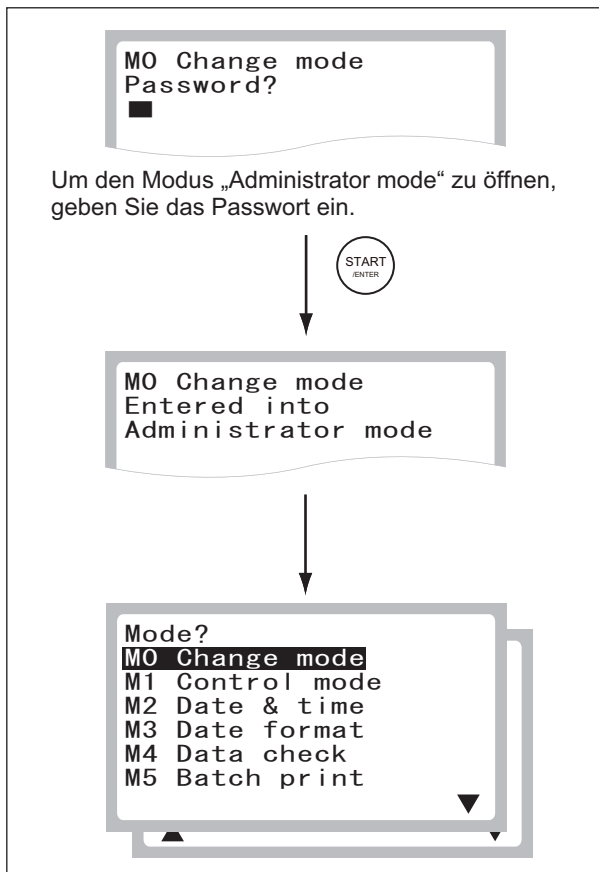 M0 Change mode
Password?
Um den Modus „Administrator mode“ zu öffnen,
geben Sie das Passwort ein.
START
/ENTER
M0 Change mode
Entered into
Administrator mode
Mode?
M0 Change mode
M1 Control mode
M2 Date & time
M3 Date format
M4 Data check
M5 Batch print